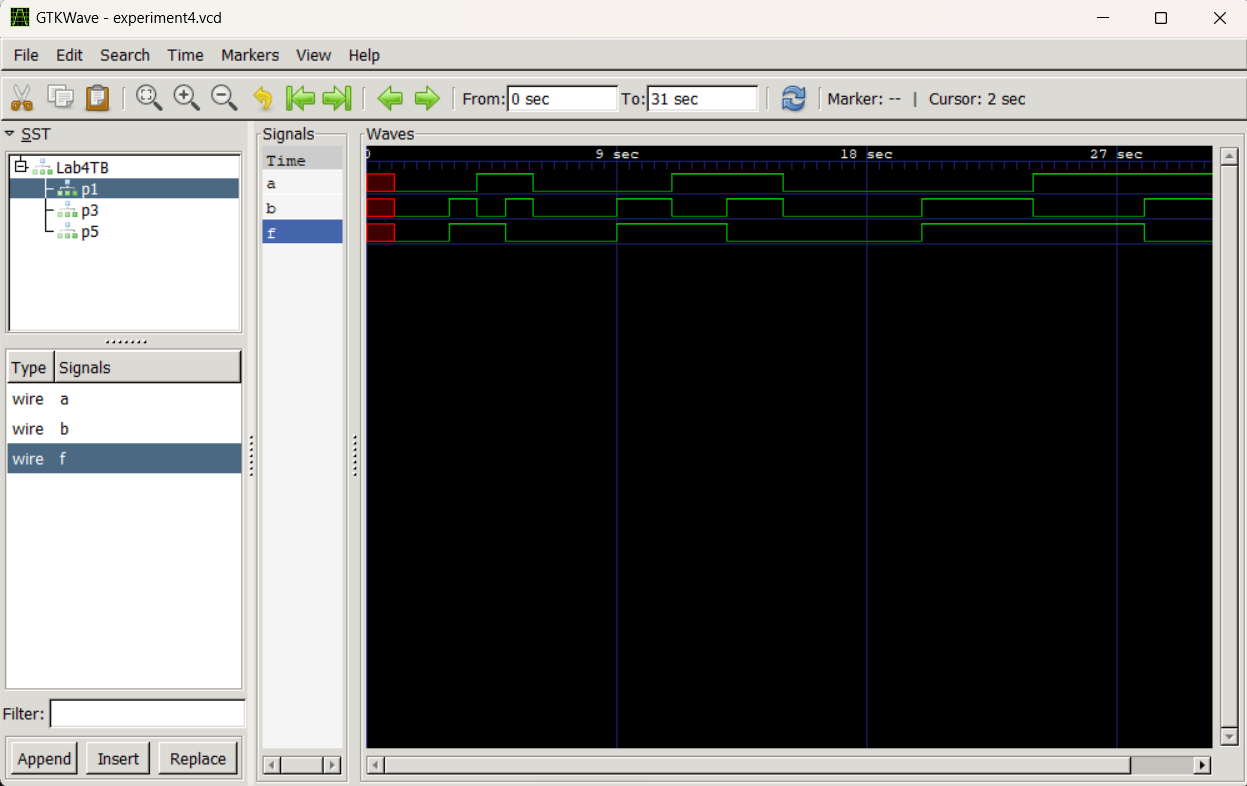 GTKWave - experiment4.vcd
File Edit Search Time Markers View Help
From: 0 sec To: 31 sec Marker: -- | Cursor: 2 sec
SST
Lab4TB
p1
p3
p5
Type Signals
wire a
wire b
wire f
Filter:
Append Insert Replace
Signals
Time
a
b
f
Waves
0 9 sec 18 sec 27 sec